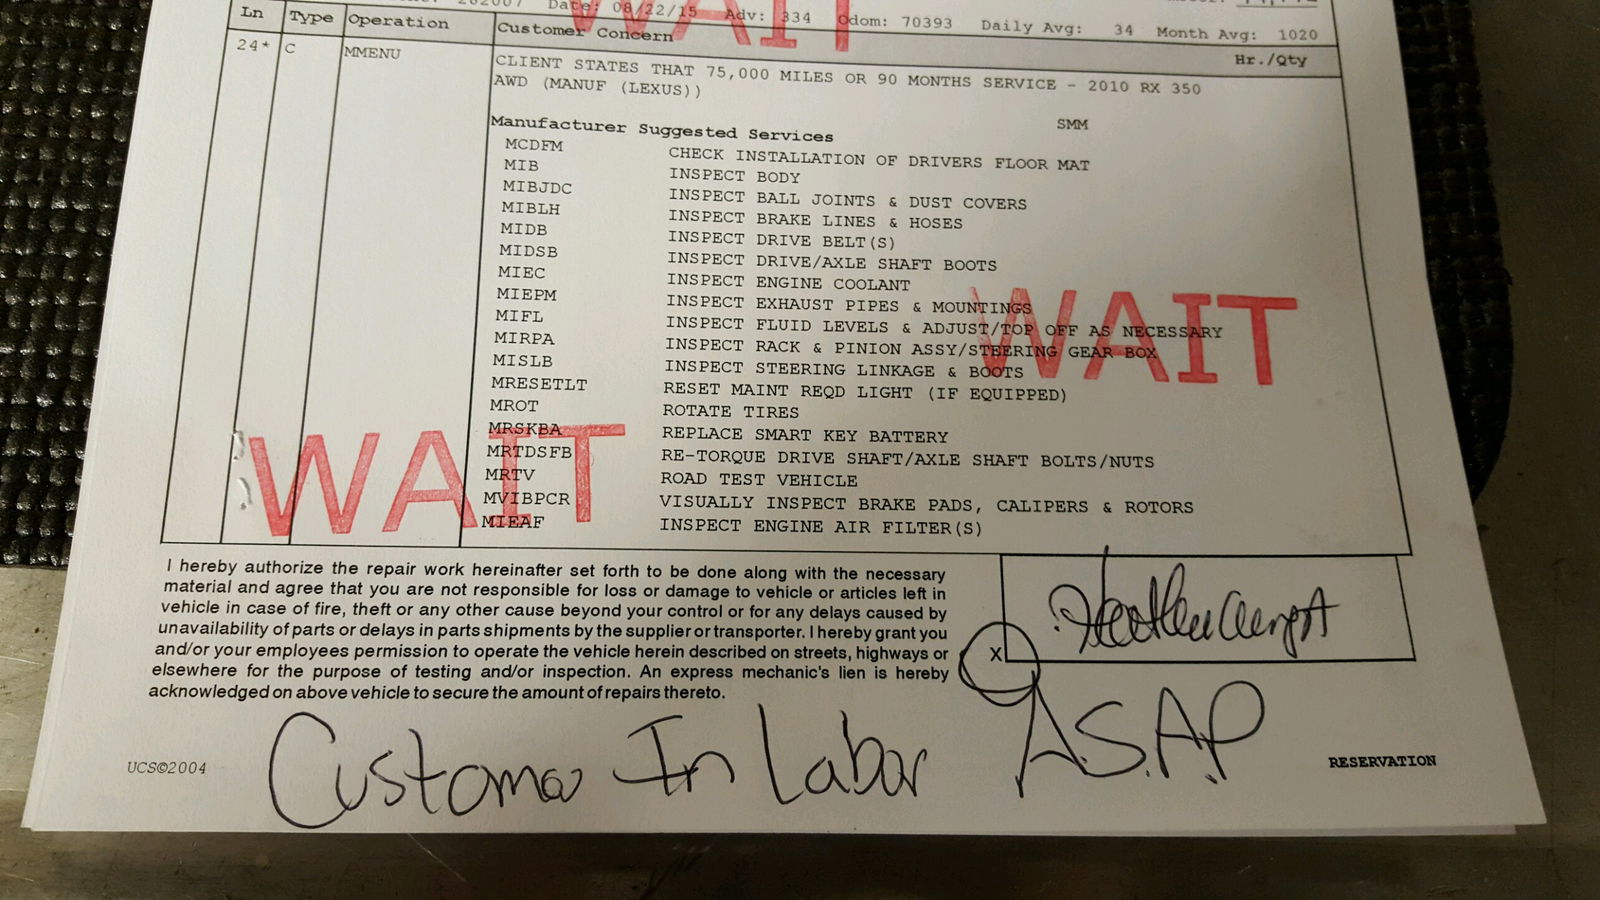 282007 Date: 08/22/15 Adv: 334 Odom: 70393 Daily Avg: 34 Month Avg: 1020
Ln Type Operation Customer Concern Hr./Qty
WAIT
24* C MMENU CLIENT STATES THAT 75,000 MILES OR 90 MONTHS SERVICE - 2010 RX 350
AWD (MANUF (LEXUS))
SMM
Manufacturer Suggested Services
MCDFM CHECK INSTALLATION OF DRIVERS FLOOR MAT
MIB INSPECT BODY
MIBJDC INSPECT BALL JOINTS & DUST COVERS
MIBLH INSPECT BRAKE LINES & HOSES
MIDB INSPECT DRIVE BELT(S)
MIDSB INSPECT DRIVE/AXLE SHAFT BOOTS
MIEC INSPECT ENGINE COOLANT
MIEPM INSPECT EXHAUST PIPES & MOUNTINGS
MIFL INSPECT FLUID LEVELS & ADJUST/TOP OFF AS NECESSARY
MIRPA INSPECT RACK & PINION ASSY/STEERING GEAR BOX
MISLB INSPECT STEERING LINKAGE & BOOTS
MRESETLT RESET MAINT REQD LIGHT (IF EQUIPPED)
MROT ROTATE TIRES
MRSKBA REPLACE SMART KEY BATTERY
MRTDSFB RE-TORQUE DRIVE SHAFT/AXLE SHAFT BOLTS/NUTS
MRTV ROAD TEST VEHICLE
MVIBPCR VISUALLY INSPECT BRAKE PADS, CALIPERS & ROTORS
MIEAF INSPECT ENGINE AIR FILTER(S)
WAIT
WAIT
I hereby authorize the repair work hereinafter set forth to be done along with the necessary
material and agree that you are not responsible for loss or damage to vehicle or articles left in
vehicle in case of fire, theft or any other cause beyond your control or for any delays caused by
unavailability of parts or delays in parts shipments by the supplier or transporter. I hereby grant you
and/or your employees permission to operate the vehicle herein described on streets, highways or
elsewhere for the purpose of testing and/or inspection. An express mechanic's lien is hereby
acknowledged on above vehicle to secure the amount of repairs thereto.
X
Customer In Labor A.S.A.P
UCS©2004
RESERVATION